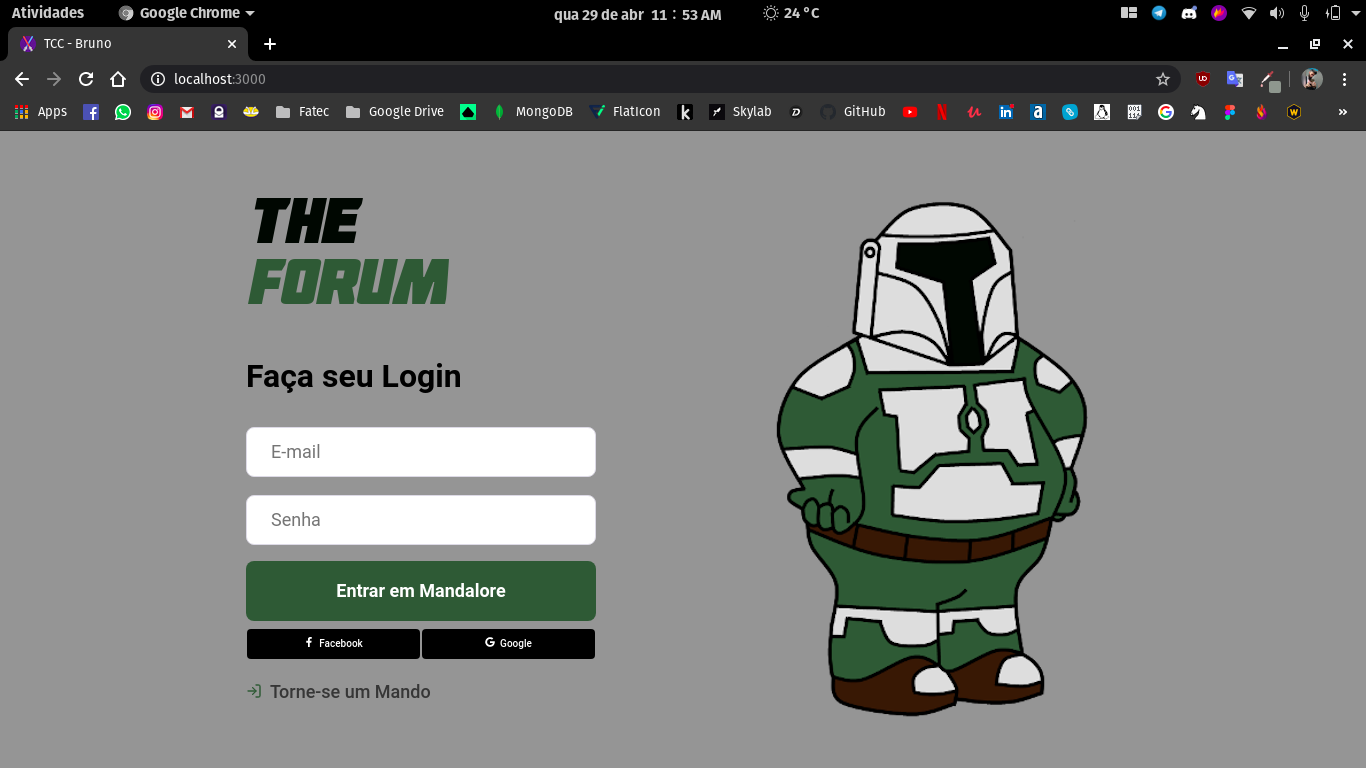 Atividades Google Chrome qua 29 de abr 11 : 53 AM 24 °C
TCC - Bruno
localhost:3000
Apps Fatec Google Drive MongoDB FlatIcon Skylab GitHub »
THE
FORUM
Faça seu Login
E-mail
Senha
Entrar em Mandalore
Facebook Google
Torne-se um Mando